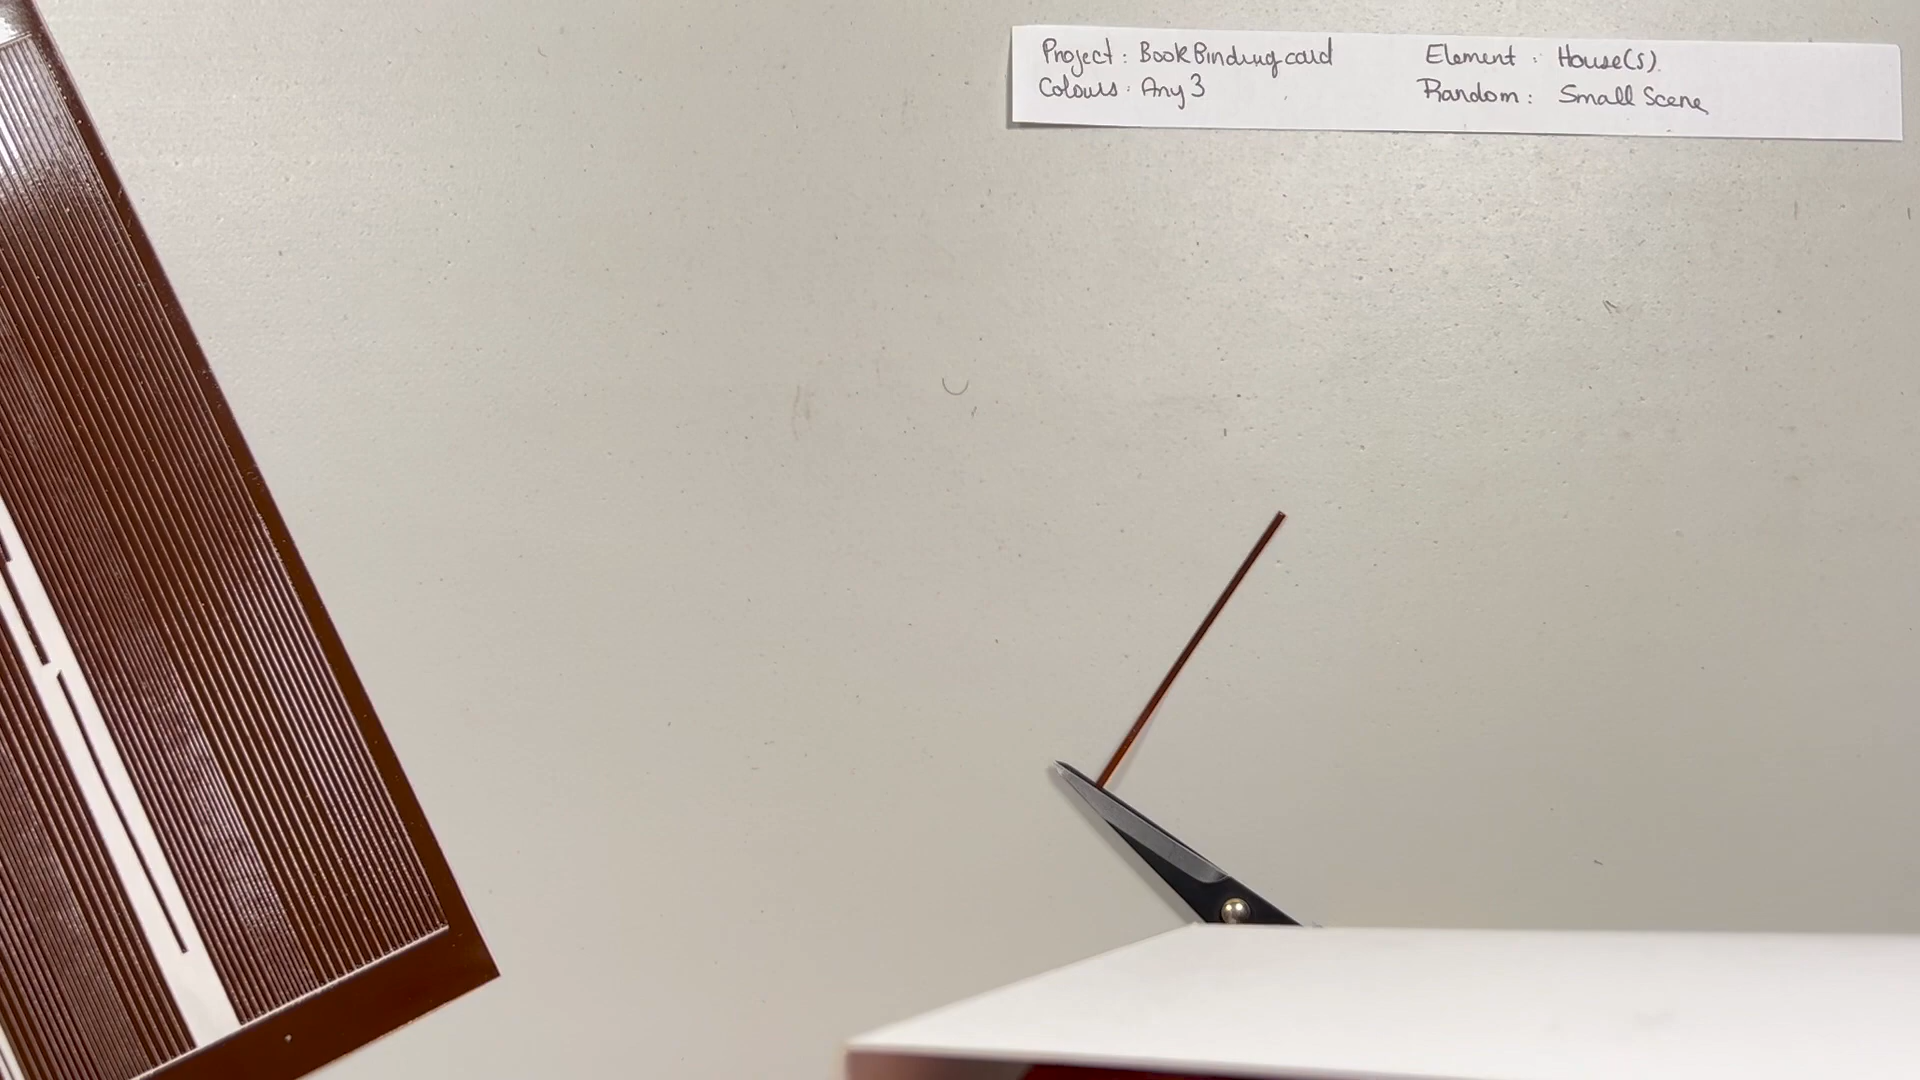 Project : BookBinding card
Colours : Any 3
Element : House(s).
Random : Small Scene